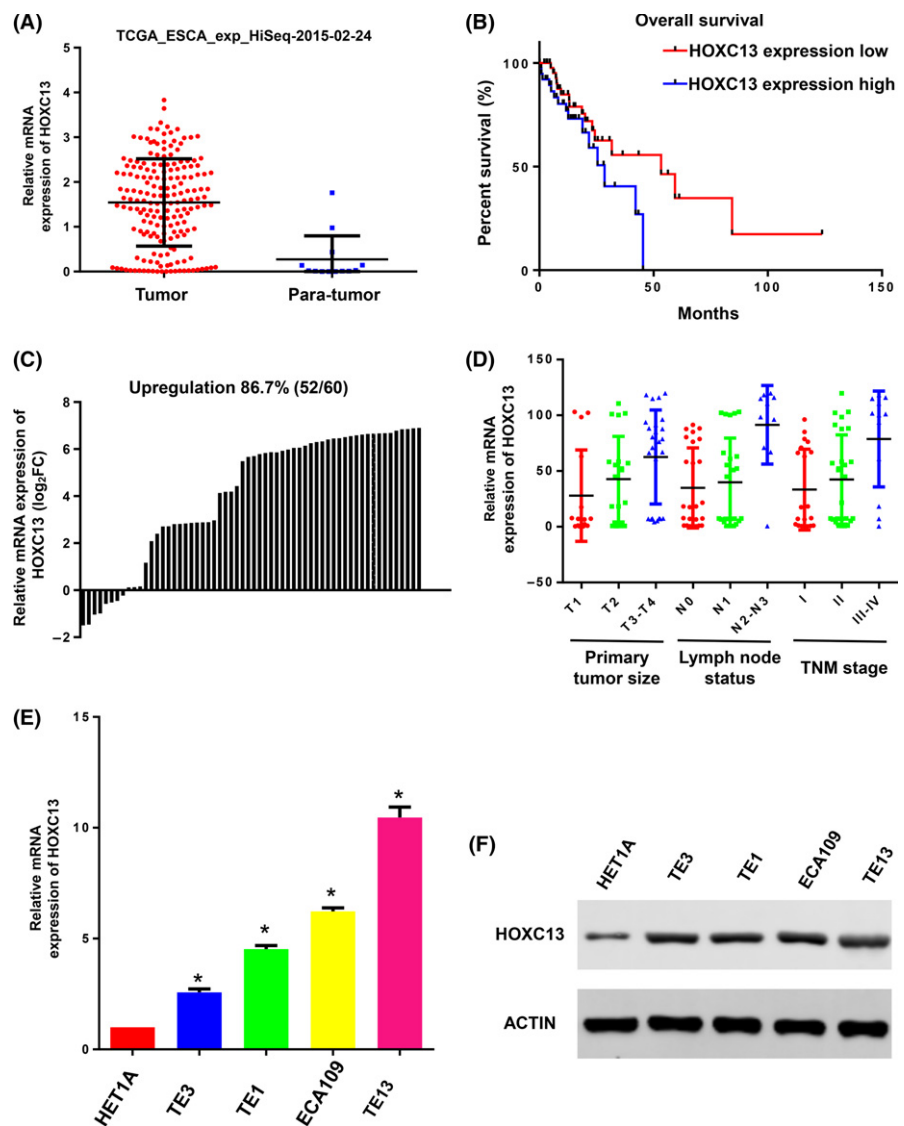 (A)
TCGA_ESCA_exp_HiSeq-2015-02-24
Relative mRNA
expression of HOXC13
5
4
3
2
1
0
Tumor
Para-tumor
(B)
Overall survival
HOXC13 expression low
HOXC13 expression high
Percent survival (%)
100
50
0
0
50
100
150
Months
(C)
Upregulation 86.7% (52/60)
Relative mRNA expression of
HOXC13 (log2FC)
8
6
4
2
0
−2
(D)
Relative mRNA
expression of HOXC13
150
100
50
0
−50
T1
T2
T3-T4
N0
N1
N2-N3
I
II
III-IV
Primary
tumor size
Lymph node
status
TNM stage
(E)
Relative mRNA
expression of HOXC13
15
10
5
0
*
*
*
*
HET1A
TE3
TE1
ECA109
TE13
(F)
HET1A
TE3
TE1
ECA109
TE13
HOXC13
ACTIN